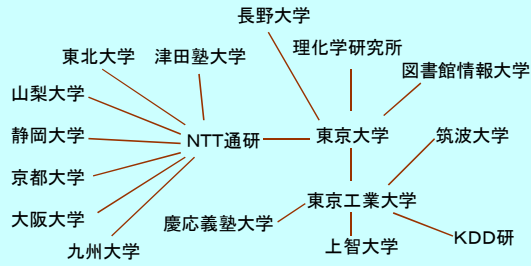 長野大学
理化学研究所
東北大学
津田塾大学
図書館情報大学
山梨大学
静岡大学
NTT通研
東京大学
筑波大学
京都大学
東京工業大学
大阪大学
慶応義塾大学
上智大学
KDD研
九州大学